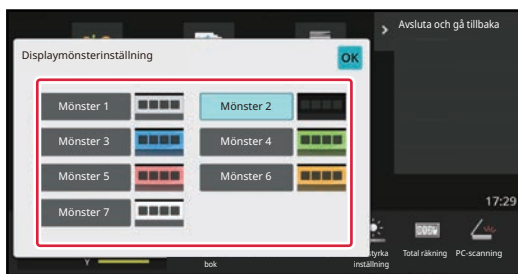 Avsluta och gå tillbaka
Displaymönsterinställning
OK
Mönster 1
Mönster 2
Mönster 3
Mönster 4
Mönster 5
Mönster 6
Mönster 7
17:29
Y
bok
tyrka
inställning
Total räkning
PC-scanning